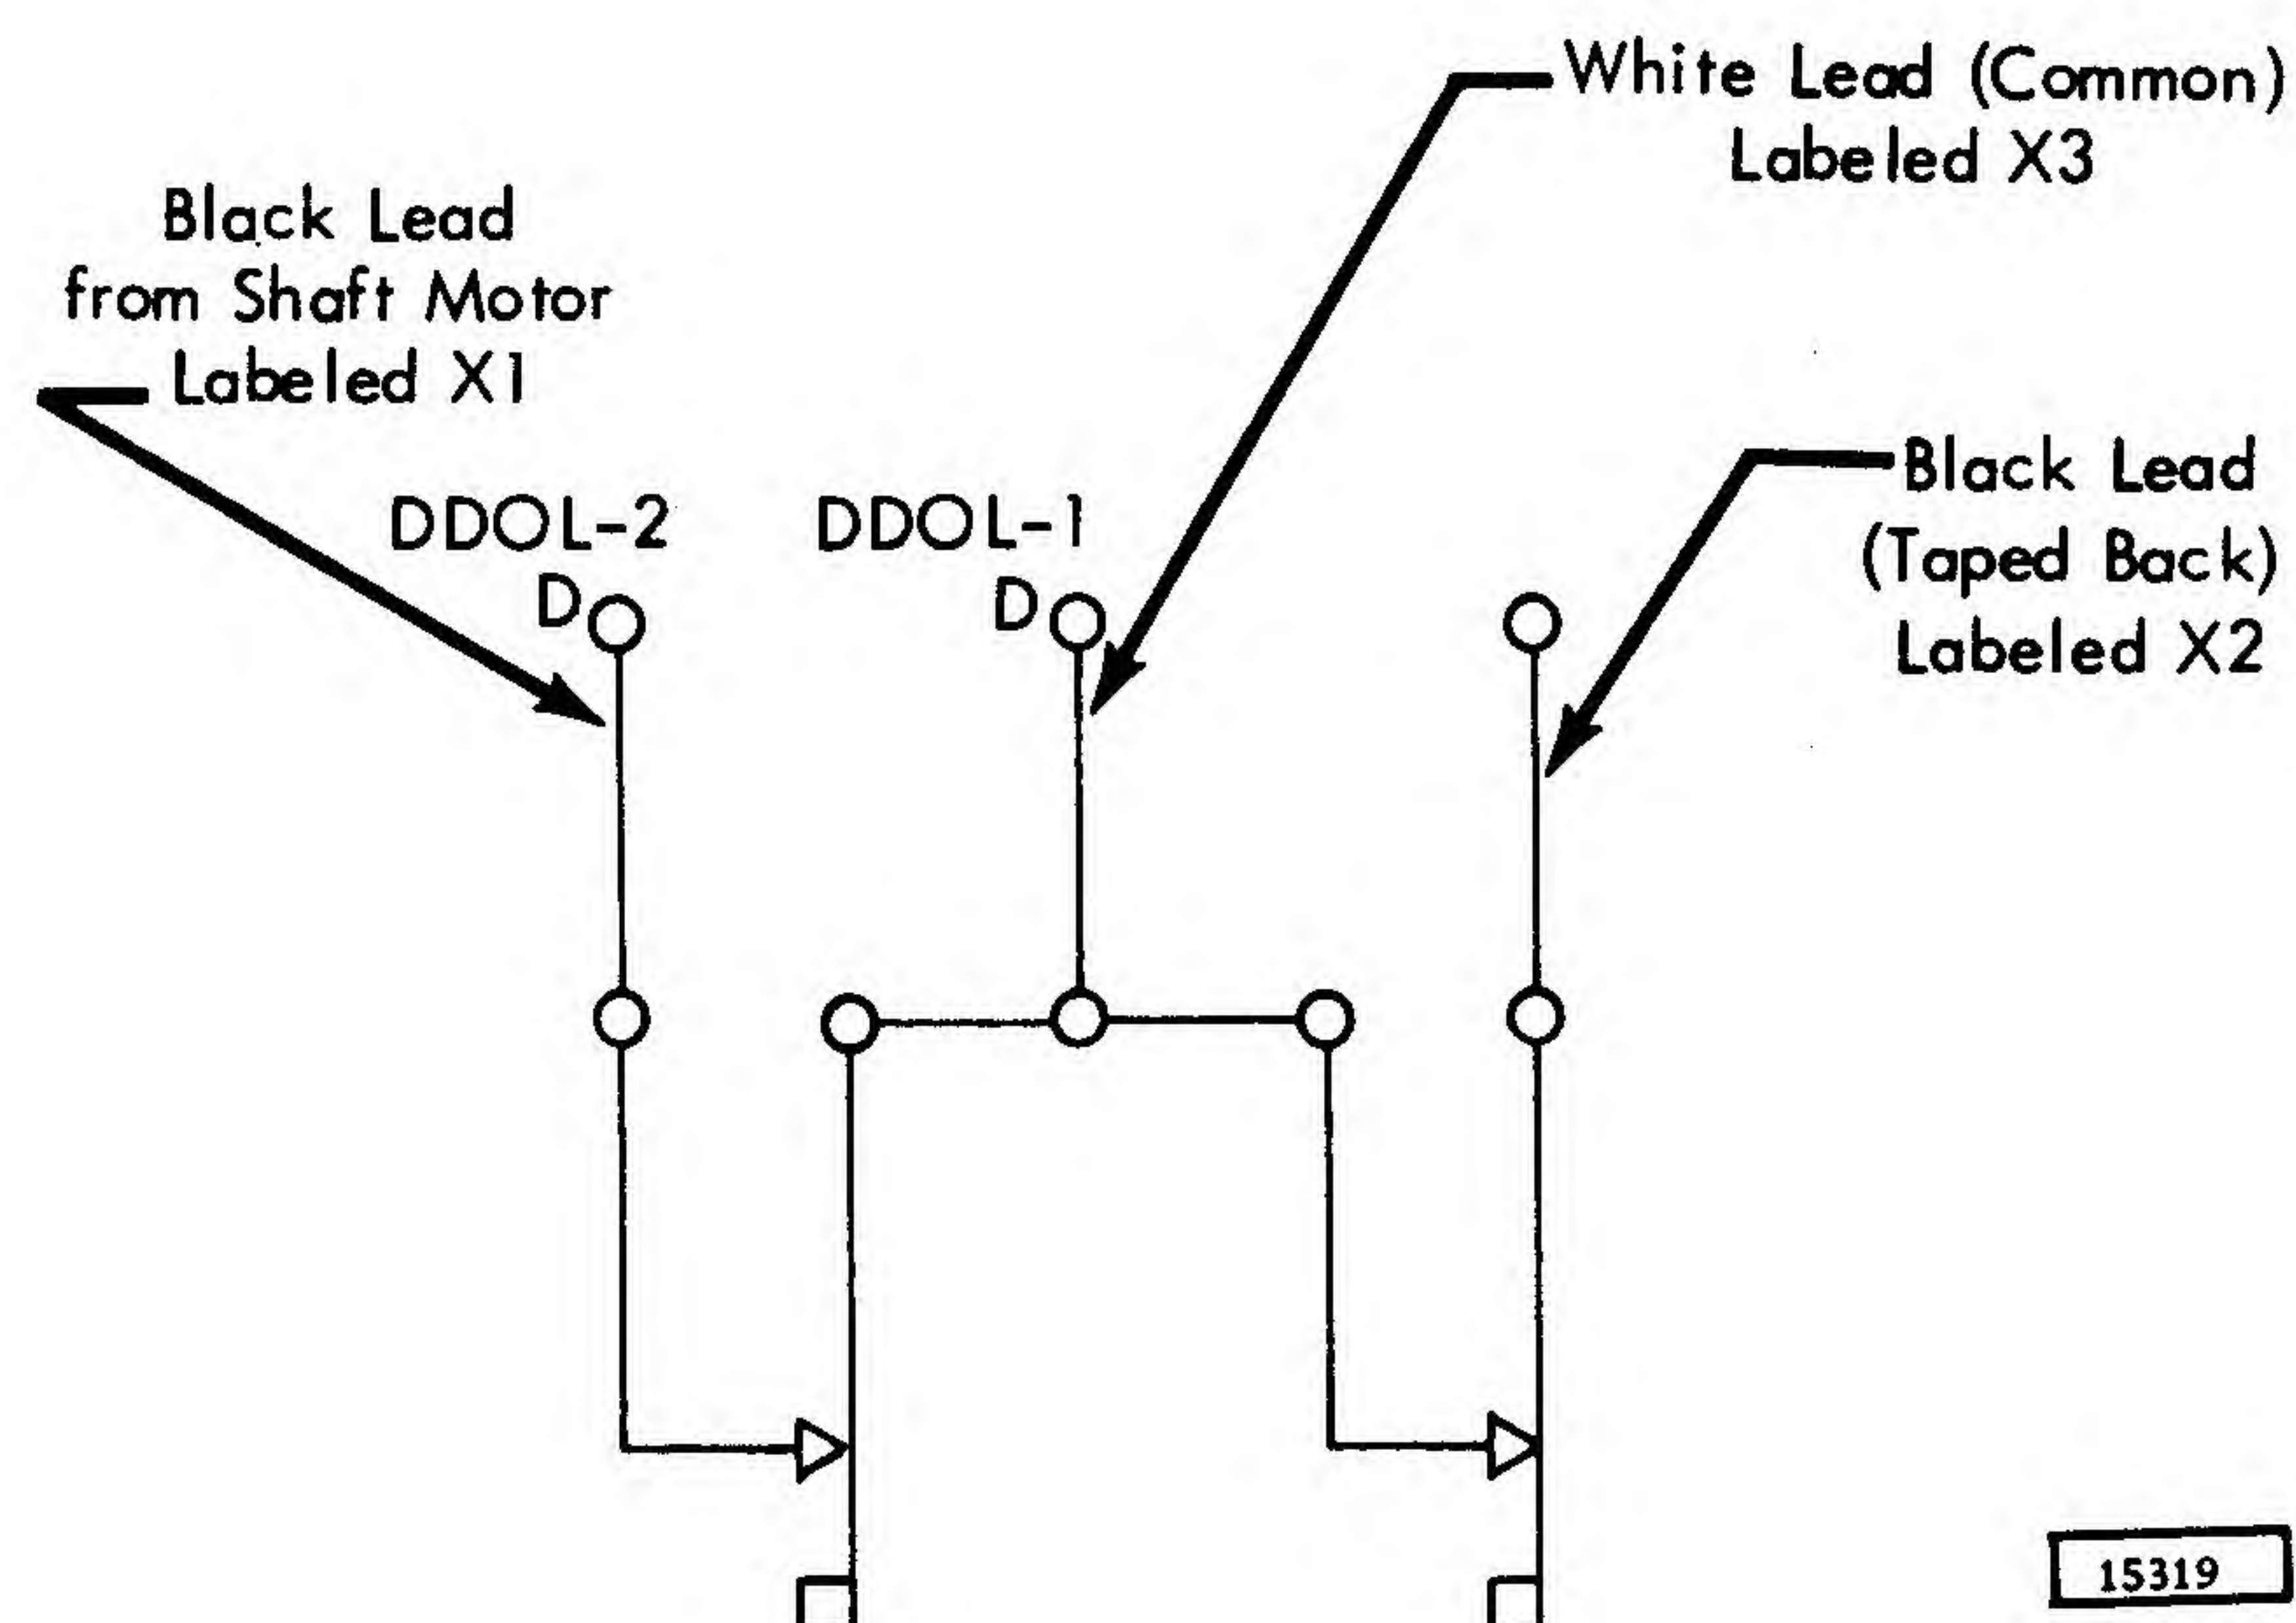 White Lead (Common)
Labeled X3
Black Lead
from Shaft Motor
Labeled X1
Black Lead
(Taped Back)
Labeled X2
DDOL-2
D
DDOL-1
D
15319